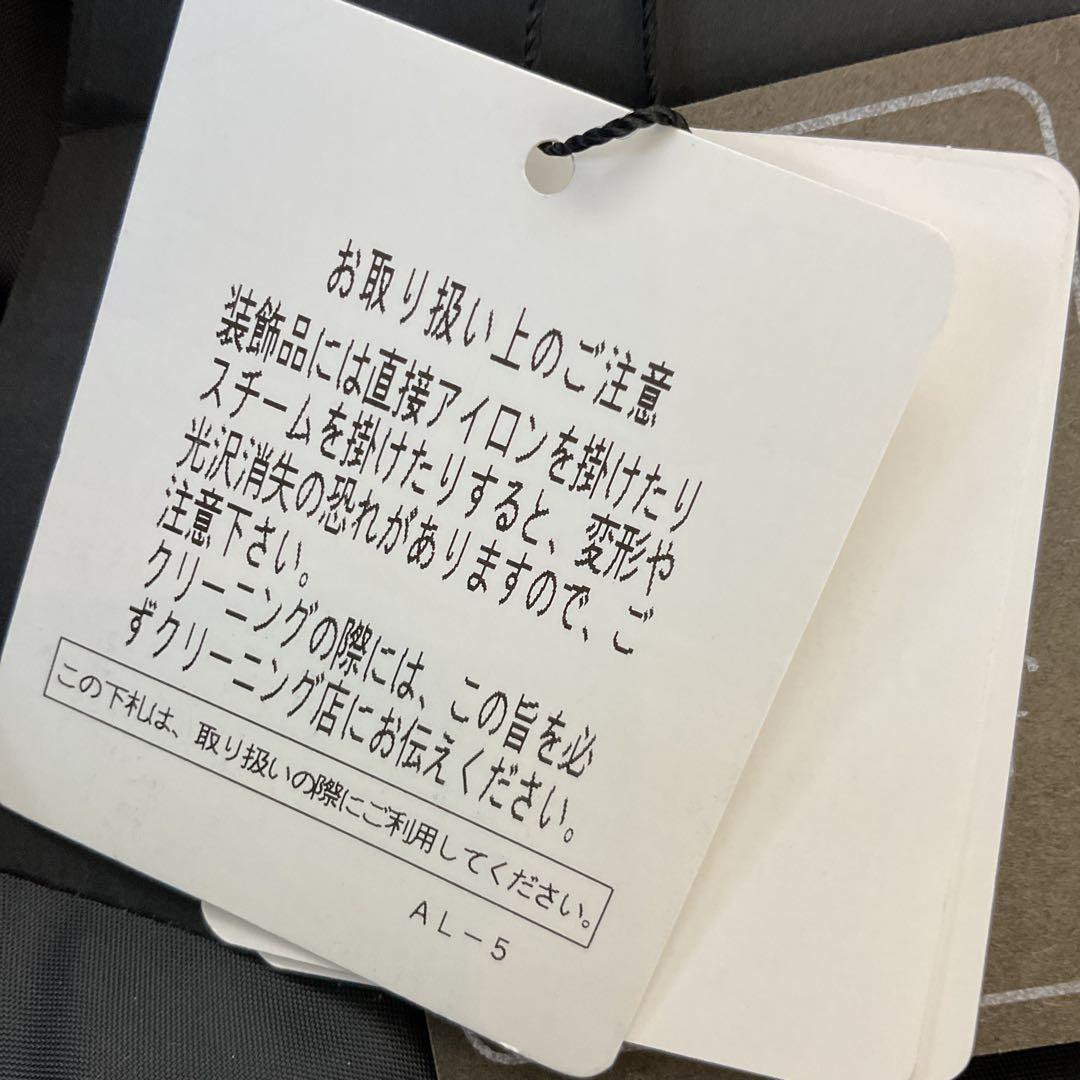 お取り扱い上のご注意
装飾品には直接アイロンを掛けたり
スチームを掛けたりすると、変形や
光沢消失の恐れがありますので、ご
注意下さい。
クリーニングの際には、この旨を必
ずクリーニング店にお伝えください。
この下札は、取り扱いの際にご利用してください。
AL-5